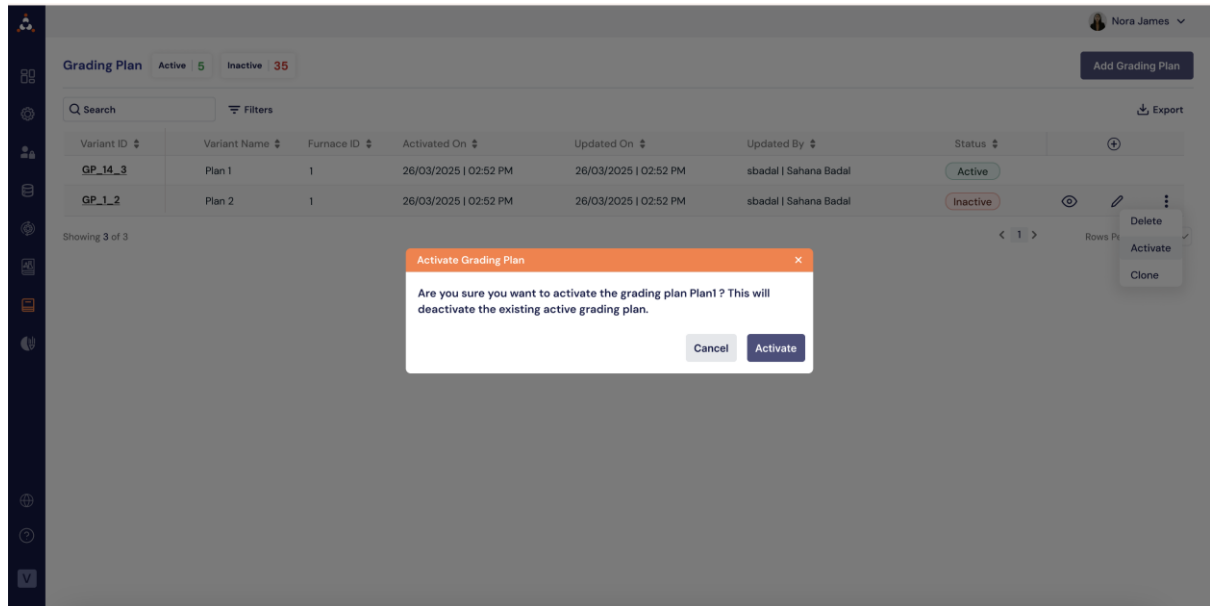 Nora James
Grading Plan Active 5 Inactive 35 Add Grading Plan
Search Filters Export
Variant ID Variant Name Furnace ID Activated On Updated On Updated By Status
GP_14_3 Plan 1 1 26/03/2025 | 02:52 PM 26/03/2025 | 02:52 PM sbadal | Sahana Badal Active
GP_1_2 Plan 2 1 26/03/2025 | 02:52 PM 26/03/2025 | 02:52 PM sbadal | Sahana Badal Inactive
Delete
Showing 3 of 3 1 Rows
Activate
Clone
Activate Grading Plan
Are you sure you want to activate the grading plan Plan1 ? This will
deactivate the existing active grading plan.
Cancel Activate
V